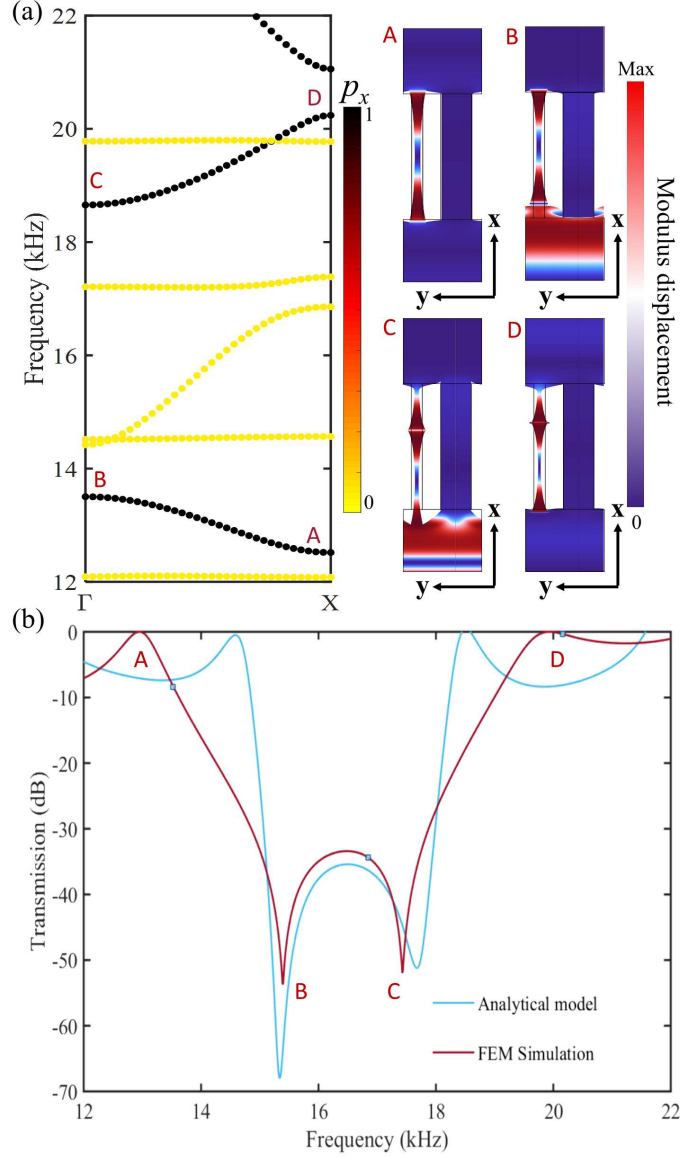 (a)
22
20
18
16
14
12
Frequency (kHz)
Γ
X
A
B
C
D
pₓ
1
0
A
B
C
D
x
y
x
y
x
y
x
y
Max
Modulus displacement
0
(b)
0
-10
-20
-30
-40
-50
-60
-70
Transmission (dB)
A
B
C
D
Analytical model
FEM Simulation
12
14
16
18
20
22
Frequency (kHz)